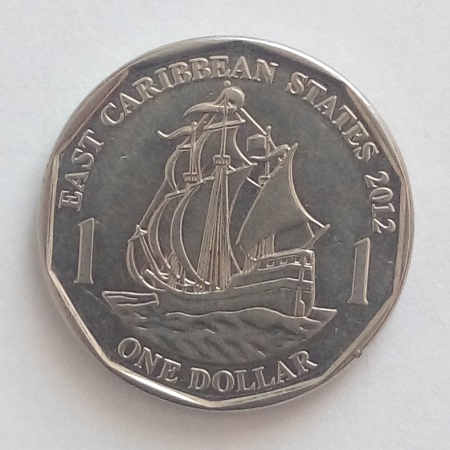 EAST CARIBBEAN STATES 2012
1 1
ONE DOLLAR